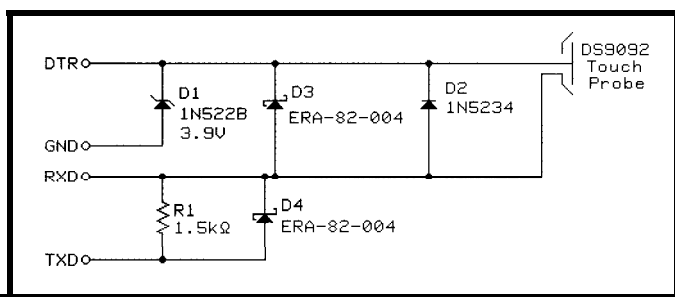 DTR
D1
1N522B
3.9V
D3
ERA-82-004
D2
1N5234
DS9092
Touch
Probe
GND
RXD
R1
1.5kΩ
D4
ERA-82-004
TXD